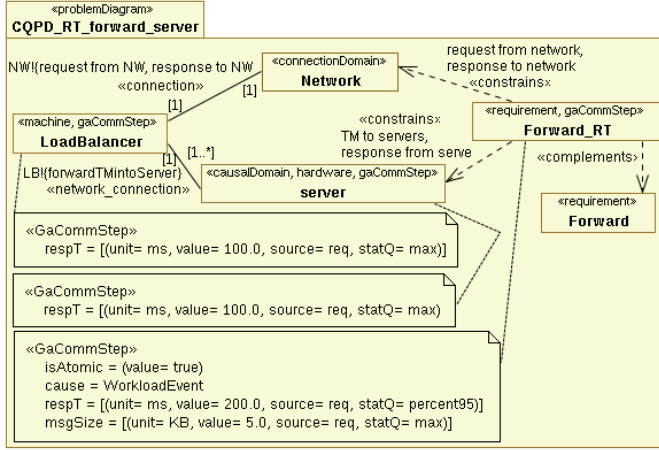 «problemDiagram»
CQPD_RT_forward_server
NW!{request from NW, response to NW
«connection»
[1]
[1]
«connectionDomain»
Network
request from network,
response to network
«constrains»
«machine, gaCommStep»
LoadBalancer
«constrains»
TM to servers,
response from serve
«requirement, gaCommStep»
Forward_RT
[1]
[1..*]
LB!{forwardTMintoServer}
«network_connection»
«causalDomain, hardware, gaCommStep»
server
«complements»
«requirement»
Forward
«GaCommStep»
respT = [(unit= ms, value= 100.0, source= req, statQ= max)]
«GaCommStep»
respT = [(unit= ms, value= 100.0, source= req, statQ= max)
«GaCommStep»
isAtomic = (value= true)
cause = WorkloadEvent
respT = [(unit= ms, value= 200.0, source= req, statQ= percent95)]
msgSize = [(unit= KB, value= 5.0, source= req, statQ= max)]